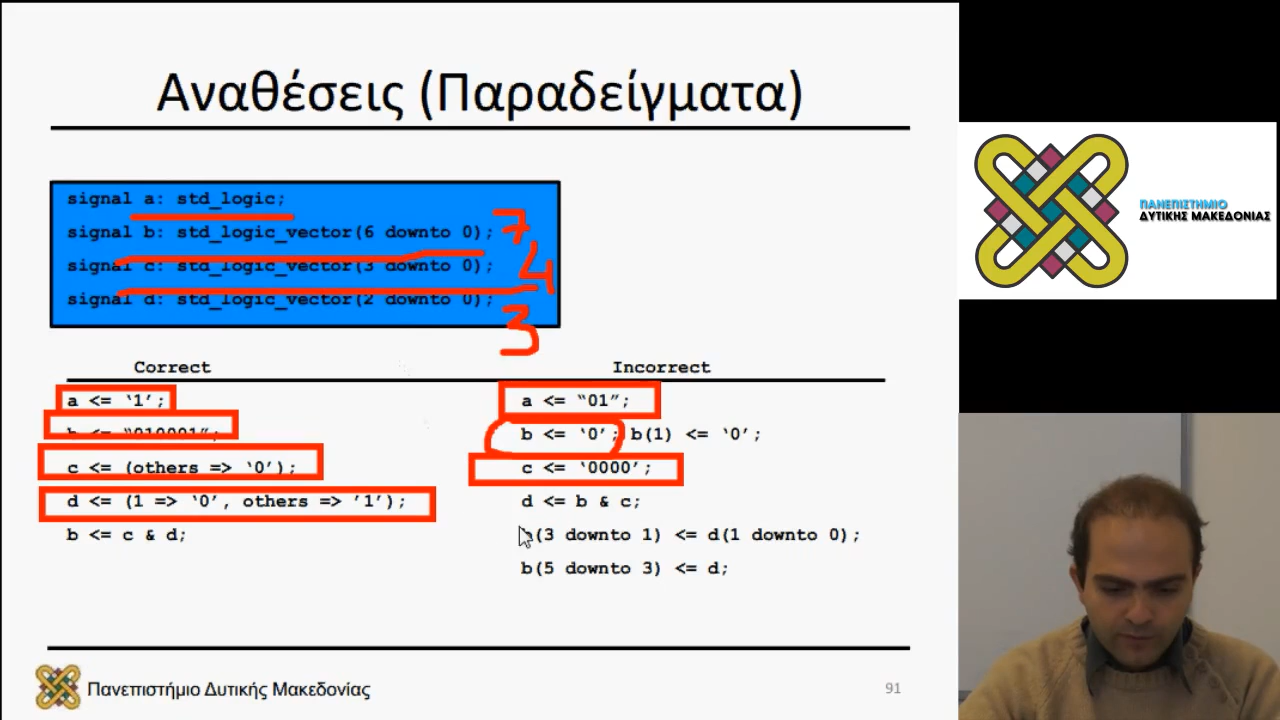 Αναθέσεις (Παραδείγματα)
signal a: std_logic;
signal b: std_logic_vector(6 downto 0);
7
signal c: std_logic_vector(3 downto 0);
4
signal d: std_logic_vector(2 downto 0);
3
Correct
Incorrect
a <= ‘1’;
a <= “01”;
b <= “010001”;
b <= ‘0’; b(1) <= ‘0’;
c <= (others => ‘0’);
c <= ‘0000’;
d <= (1 => ‘0’, others => ’1’);
d <= b & c;
b <= c & d;
(3 downto 1) <= d(1 downto 0);
b(5 downto 3) <= d;
Πανεπιστήμιο Δυτικής Μακεδονίας
91
ΠΑΝΕΠΙΣΤΗΜΙΟ
ΔΥΤΙΚΗΣ ΜΑΚΕΔΟΝΙΑΣ